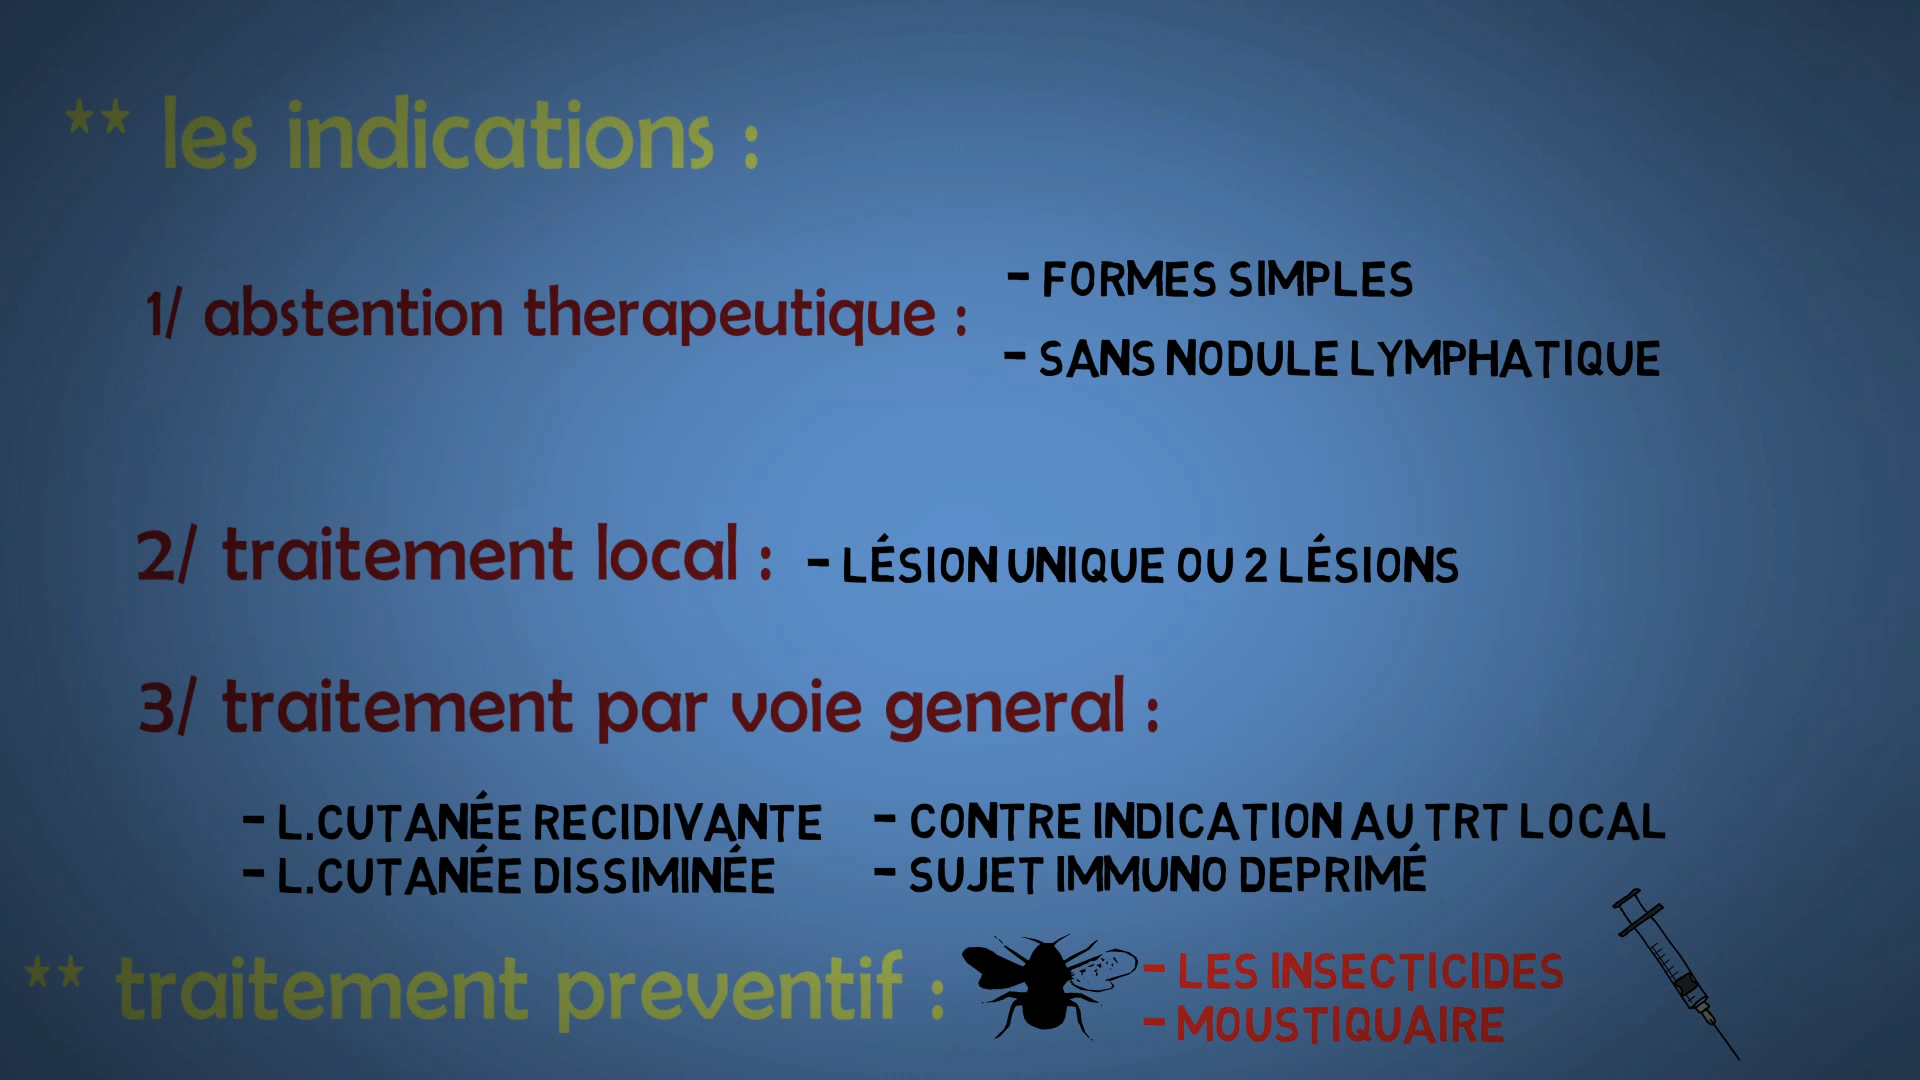 ** les indications :
1/ abstention therapeutique :
- FORMES SIMPLES
- SANS NODULE LYMPHATIQUE
2/ traitement local : - LÉSION UNIQUE OU 2 LÉSIONS
3/ traitement par voie general :
- L.CUTANÉE RECIDIVANTE
- L.CUTANÉE DISSIMINÉE
- CONTRE INDICATION AU TRT LOCAL
- SUJET IMMUNO DEPRIMÉ
** traitement preventif :
- LES INSECTICIDES
- MOUSTIQUAIRE